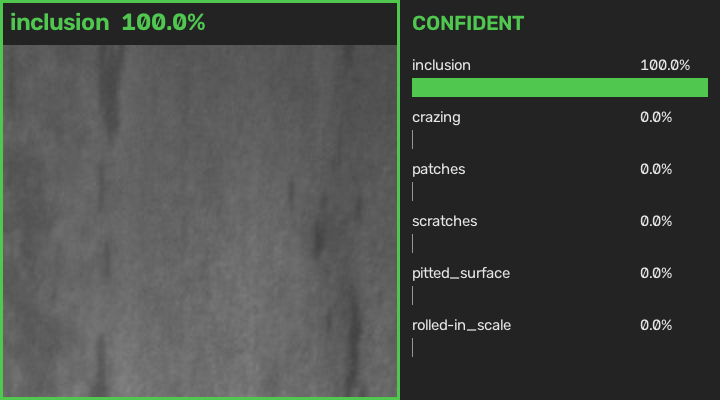 inclusion 100.0%
CONFIDENT
inclusion 100.0%
crazing 0.0%
patches 0.0%
scratches 0.0%
pitted_surface 0.0%
rolled-in_scale 0.0%